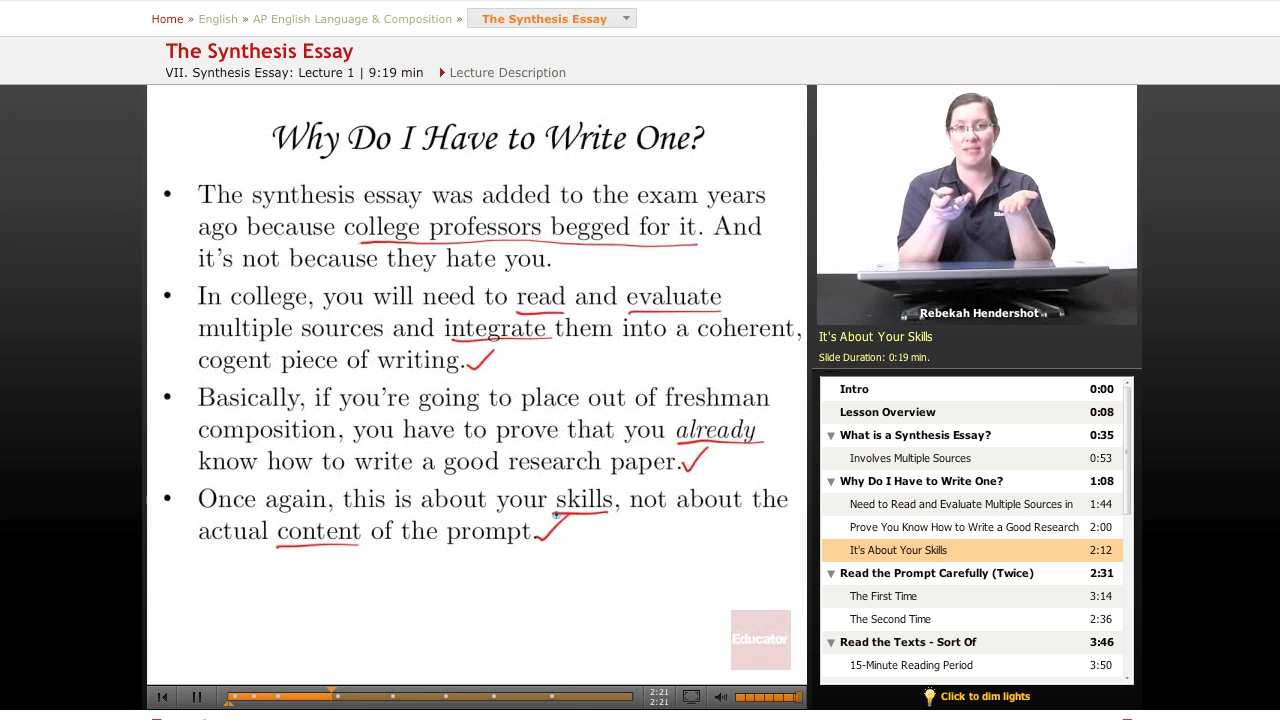 Home » English » AP English Language & Composition » The Synthesis Essay
The Synthesis Essay
VII. Synthesis Essay: Lecture 1 | 9:19 min Lecture Description
Why Do I Have to Write One?
• The synthesis essay was added to the exam years
ago because college professors begged for it. And
it's not because they hate you.
• In college, you will need to read and evaluate
multiple sources and integrate them into a coherent,
cogent piece of writing.
• Basically, if you're going to place out of freshman
composition, you have to prove that you already
know how to write a good research paper.
• Once again, this is about your skills, not about the
actual content of the prompt.
Educator
2:21
2:21
Rebekah Hendershot
It's About Your Skills
Slide Duration: 0:19 min.
Intro 0:00
Lesson Overview 0:08
What is a Synthesis Essay? 0:35
Involves Multiple Sources 0:53
Why Do I Have to Write One? 1:08
Need to Read and Evaluate Multiple Sources in 1:44
Prove You Know How to Write a Good Research 2:00
It's About Your Skills 2:12
Read the Prompt Carefully (Twice) 2:31
The First Time 3:14
The Second Time 2:36
Read the Texts - Sort Of 3:46
15-Minute Reading Period 3:50
Click to dim lights